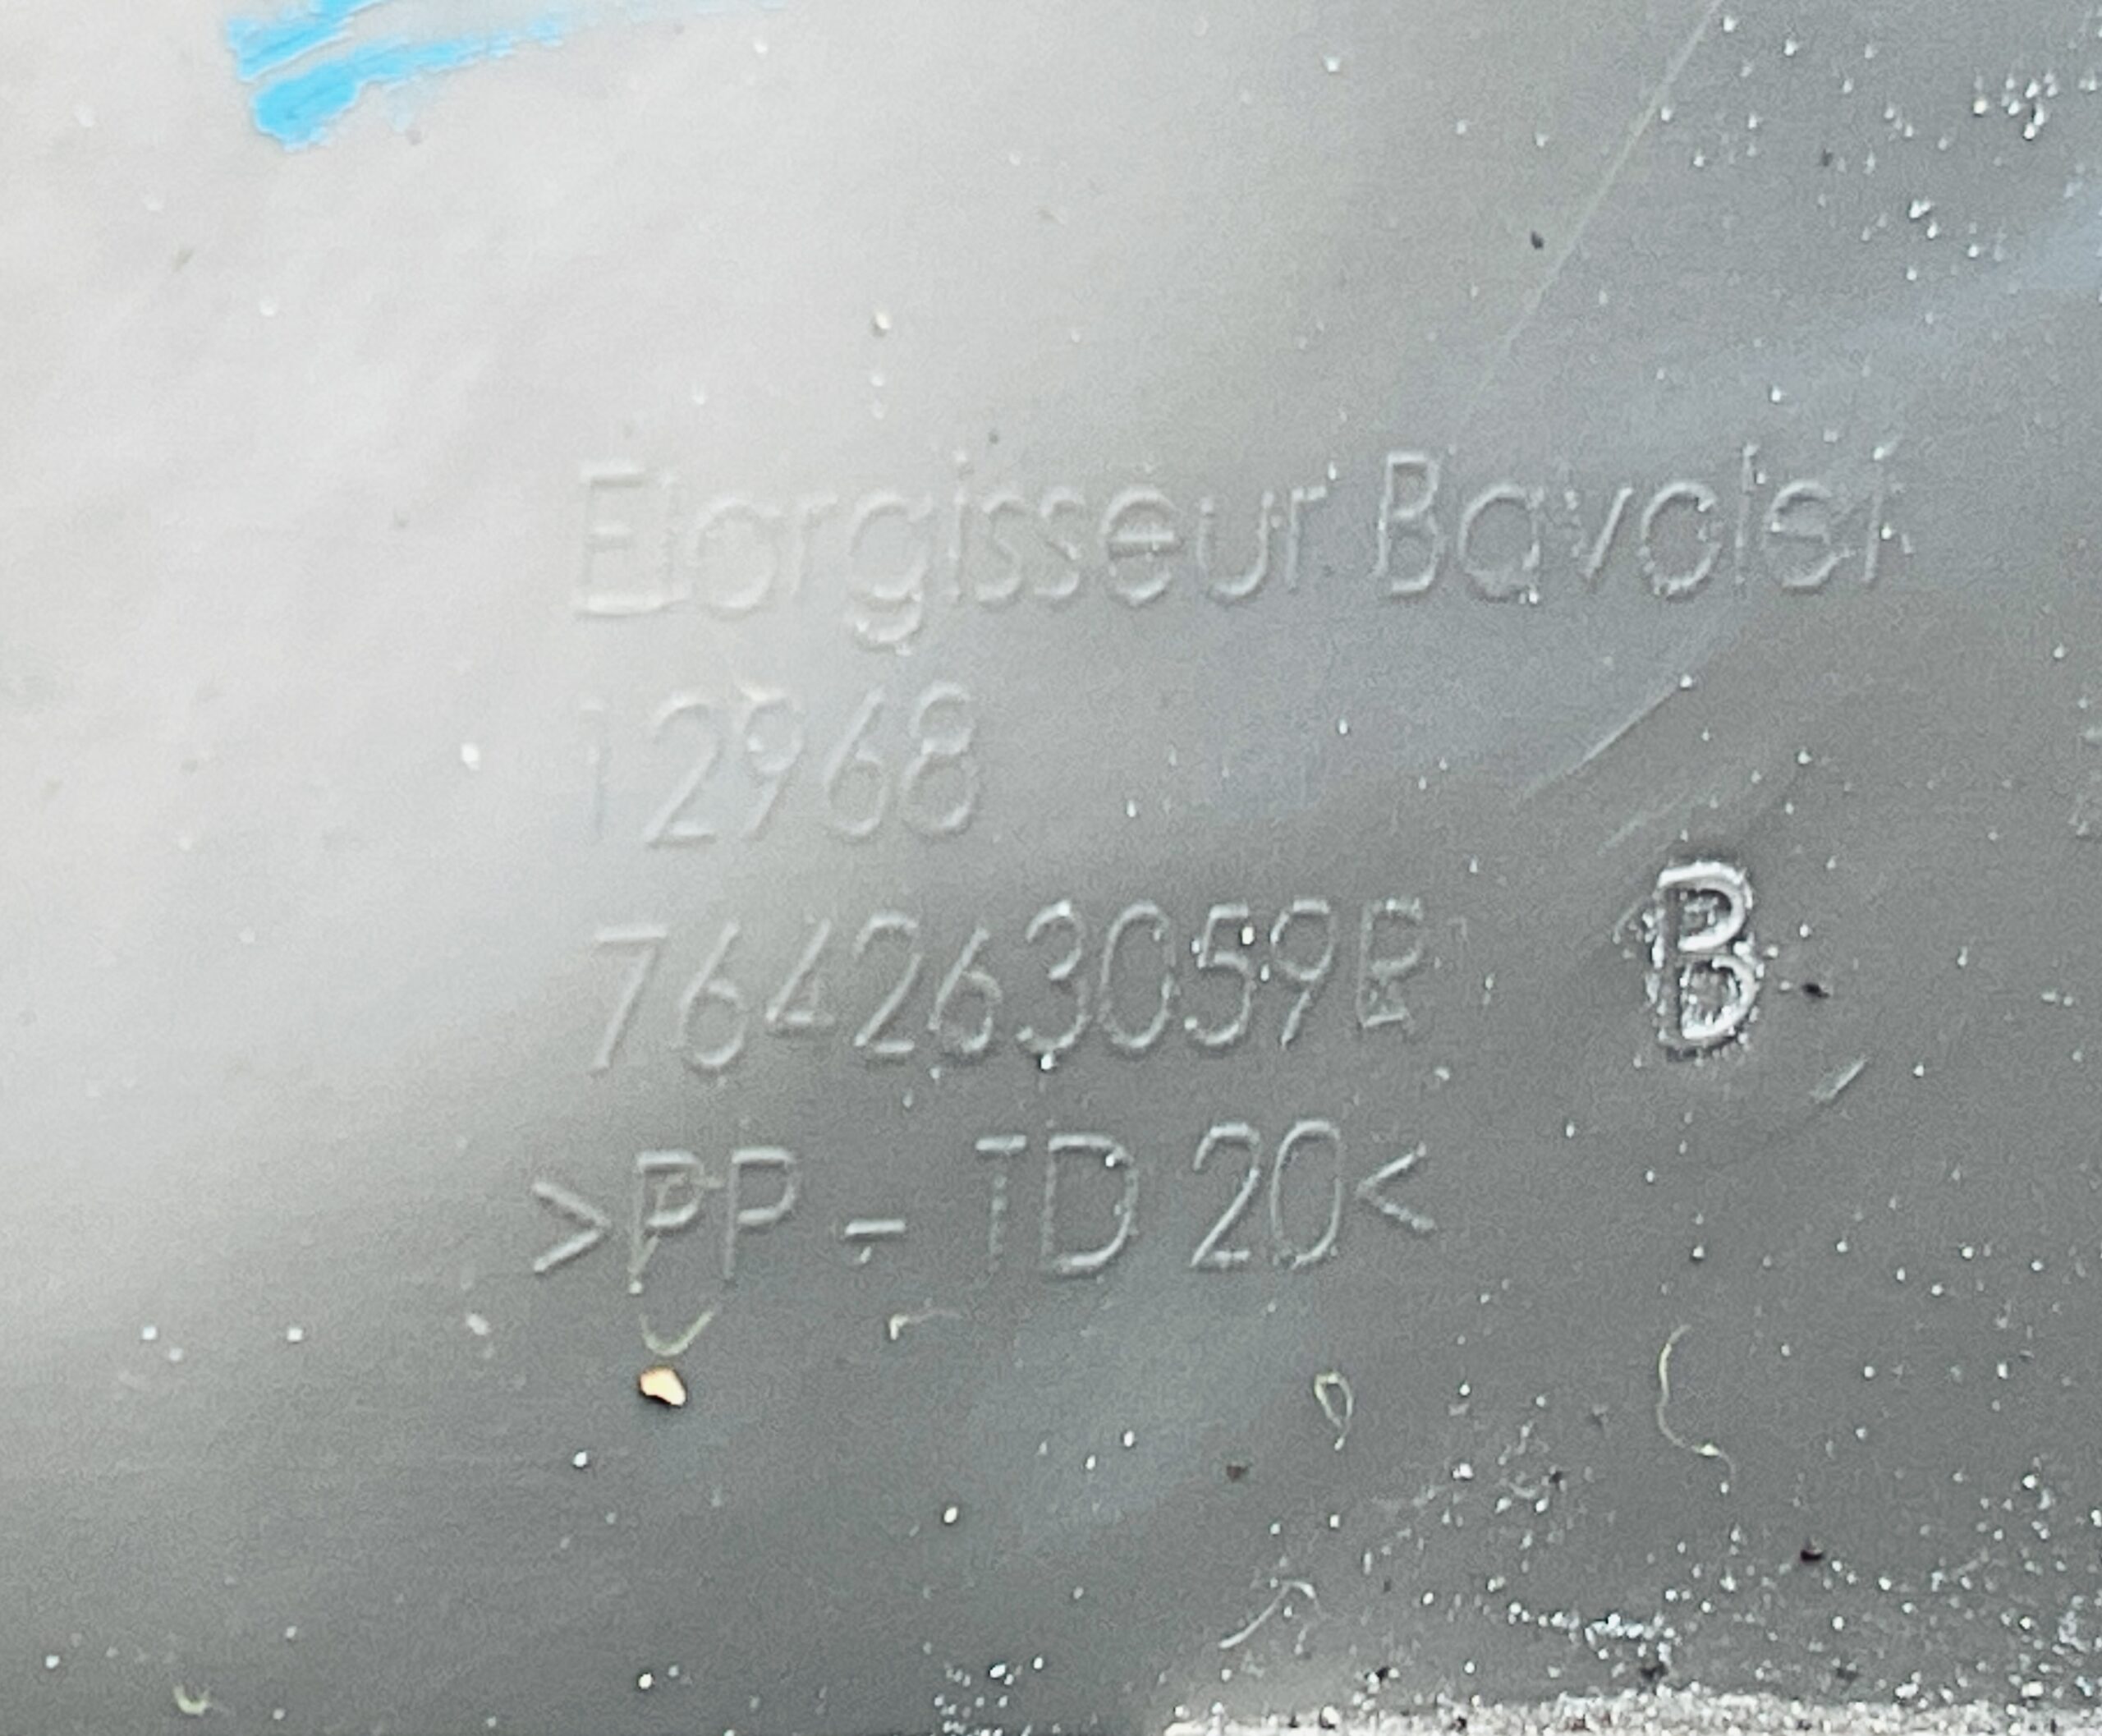 Elargisseur Bavolet
12968
764263059R
B
>PP - TD 20<